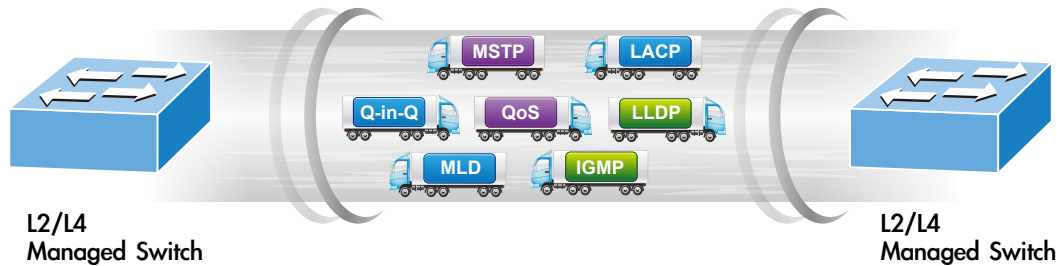 MSTP
LACP
Q-in-Q
QoS
LLDP
MLD
IGMP
L2/L4
Managed Switch
L2/L4
Managed Switch